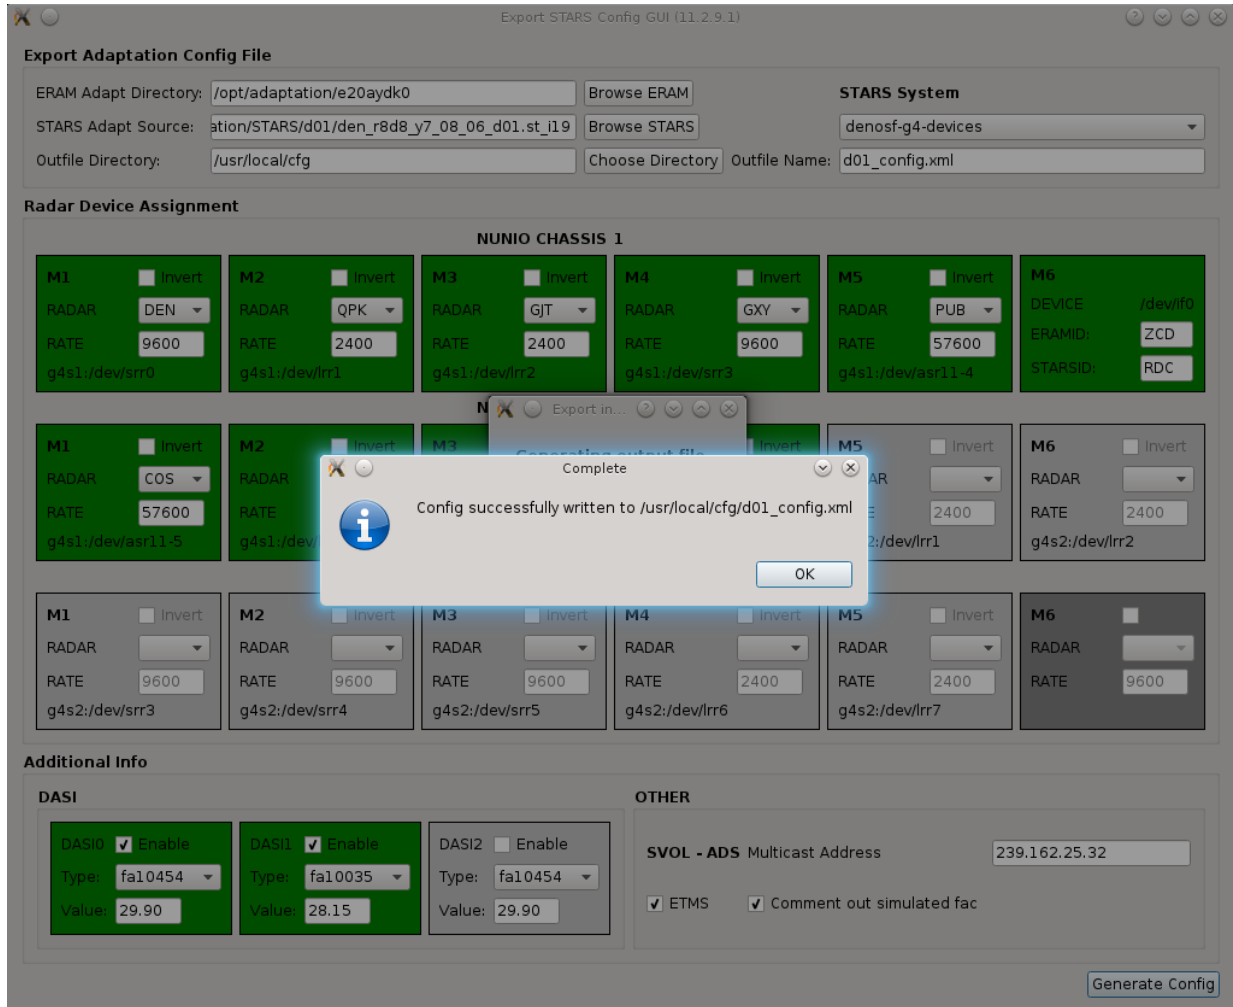 Export STARS Config GUI (11.2.9.1)
Export Adaptation Config File
ERAM Adapt Directory: /opt/adaptation/e20aydk0 Browse ERAM STARS System
STARS Adapt Source: ation/STARS/d01/den_r8d8_y7_08_06_d01.st_i19 Browse STARS denosf-g4-devices
Outfile Directory: /usr/local/cfg Choose Directory Outfile Name: d01_config.xml
Radar Device Assignment
NUNIO CHASSIS 1
M1 Invert M2 Invert M3 Invert M4 Invert M5 Invert M6
RADAR DEN RADAR QPK RADAR GJT RADAR GXY RADAR PUB DEVICE /dev/if0
RATE 9600 RATE 2400 RATE 2400 RATE 9600 RATE 57600 ERAMID: ZCD
g4s1:/dev/srr0 g4s1:/dev/lrr1 g4s1:/dev/lrr2 g4s1:/dev/srr3 g4s1:/dev/asr11-4 STARSID: RDC
Export in...
M1 Invert M2 Invert M3 Invert M5 Invert M6 Invert
Generating output file
Complete
RADAR COS RADAR RADAR
Config successfully written to /usr/local/cfg/d01_config.xml
RATE 57600 RATE 2400 RATE 2400
g4s1:/dev/asr11-5 g4s2:/dev/lrr2
OK
M1 Invert M2 Invert M3 Invert M4 Invert M5 Invert M6
RADAR RADAR RADAR RADAR RADAR RADAR
RATE 9600 RATE 9600 RATE 9600 RATE 2400 RATE 2400 RATE 9600
g4s2:/dev/srr3 g4s2:/dev/srr4 g4s2:/dev/srr5 g4s2:/dev/lrr6 g4s2:/dev/lrr7
Additional Info
DASI OTHER
DASI0 Enable DASI1 Enable DASI2 Enable
SVOL - ADS Multicast Address 239.162.25.32
Type: fa10454 Type: fa10035 Type: fa10454
ETMS Comment out simulated fac
Value: 29.90 Value: 28.15 Value: 29.90
Generate Config